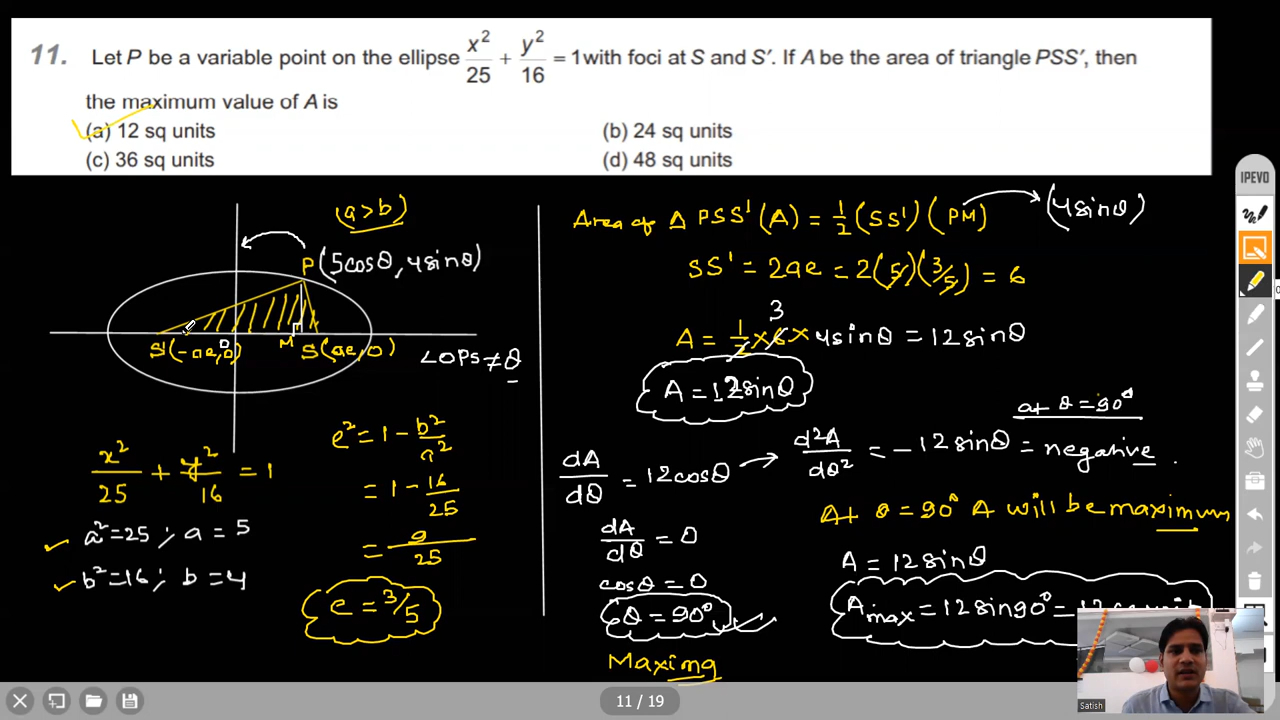 11. Let P be a variable point on the ellipse x²/25 + y²/16 = 1 with foci at S and S′. If A be the area of triangle PSS′, then
the maximum value of A is
(a) 12 sq units (b) 24 sq units
(c) 36 sq units (d) 48 sq units
(a>b)
P(5cosθ, 4sinθ)
S'(-ae,0) M S(ae,0)
∠OPS ≠ θ
x²/25 + y²/16 = 1
a²=25 ; a = 5
b²=16; b=4
e² = 1 - b²/a²
= 1 - 16/25
= 9/25
e = 3/5
Area of Δ PSS' (A) = 1/2 (SS') (PM) (4sinθ)
SS' = 2ae = 2(5)(3/5) = 6
3
A = 1/2 × 6 × 4sinθ = 12sinθ
A = 12sinθ
at θ = 90°
dA/dθ = 12cosθ → d²A/dθ² = -12sinθ = negative.
dA/dθ = 0
cosθ = 0
θ = 90°
Maxima
At θ = 90° A will be maximum
A = 12sinθ
Amax = 12sin90° =
IPEVO
11 / 19
Satish